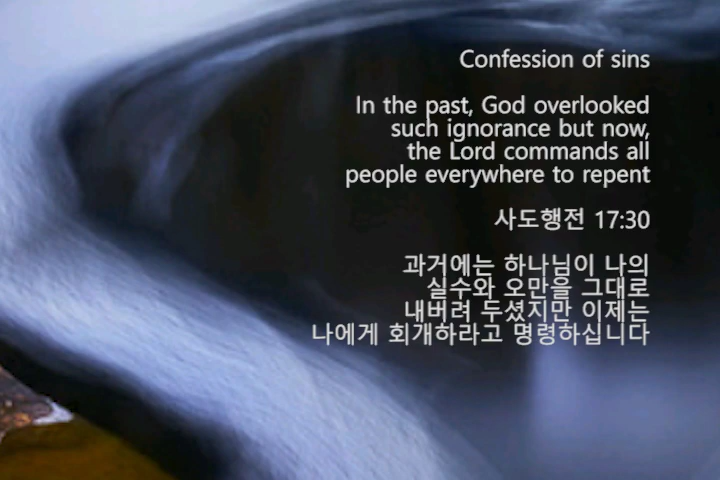 Confession of sins
In the past, God overlooked
such ignorance but now,
the Lord commands all
people everywhere to repent
사도행전 17:30
과거에는 하나님이 나의
실수와 오만을 그대로
내버려 두셨지만 이제는
나에게 회개하라고 명령하십니다